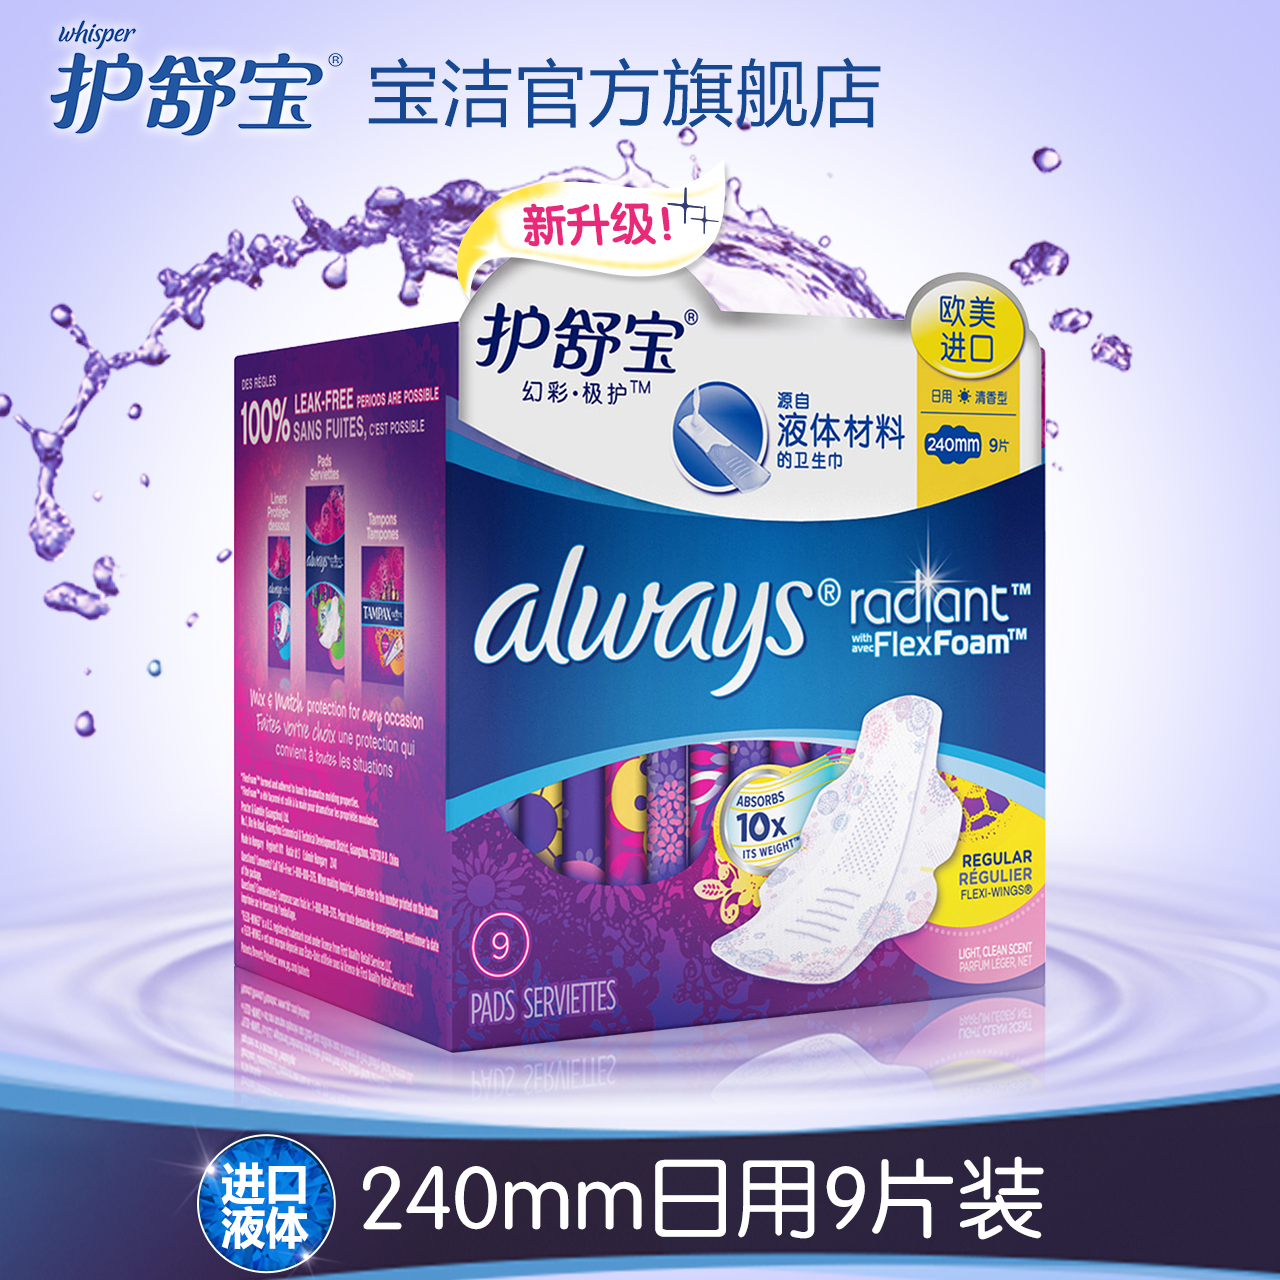 whisper
护舒宝® 宝洁官方旗舰店
新升级!
护舒宝®
幻彩·极护™
源自
液体材料
的卫生巾
欧美
进口
日用 清香型
240mm 9片
DES RÈGLES
100% LEAK-FREE PERIODS ARE POSSIBLE
SANS FUITES, C'EST POSSIBLE
Pads
Serviettes
Liners
Protège-
dessous
Tampons
Tampones
always
always
TAMPAX
Mix & Match protection for every occasion
Faites votre choix une protection qui
convient à toutes les situations
always® radiant™
with
avec FlexFoam™
ABSORBS
10x
ITS WEIGHT™
REGULAR
RÉGULIER
FLEXI-WINGS®
LIGHT, CLEAN SCENT
PARFUM LÉGER, NET
9
PADS SERVIETTES
进口
液体
240mm日用9片装